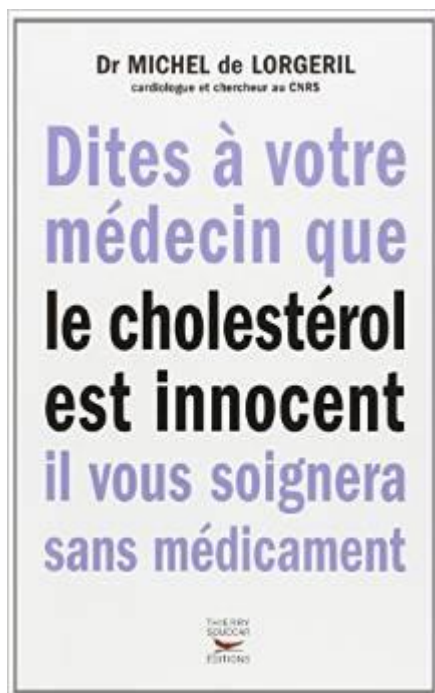 Dr MICHEL de LORGERIL
cardiologue et chercheur au CNRS
Dites à votre
médecin que
le cholestérol
est innocent
il vous soignera
sans médicament
THIERRY
SOUCCAR
ÉDITIONS